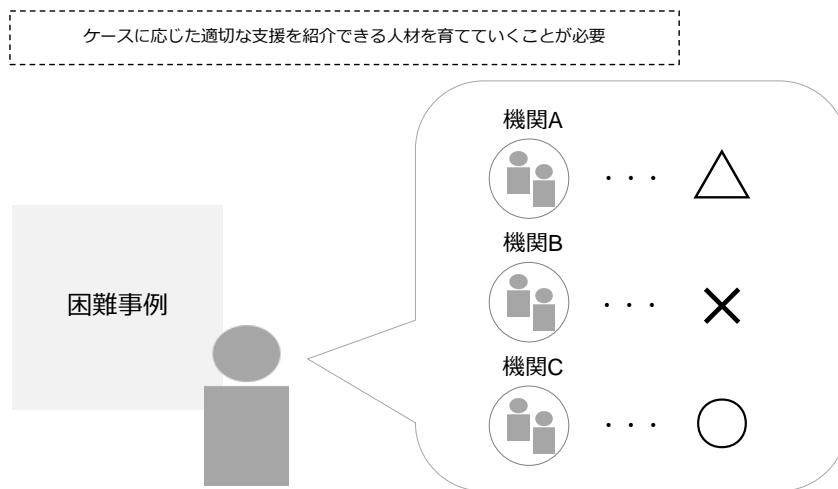 ケースに応じた適切な支援を紹介できる人材を育てていくことが必要
機関A
・・・ △
機関B
・・・ ×
機関C
・・・ ○
困難事例